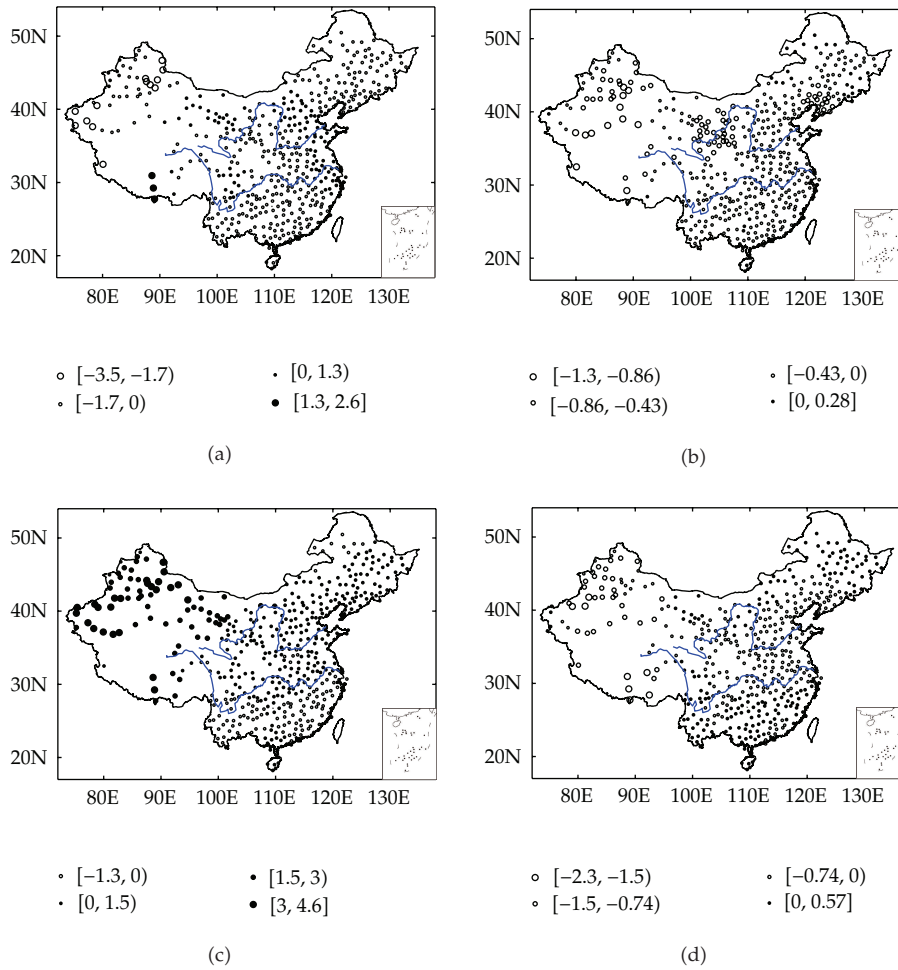 50N
40N
30N
20N
80E 90E 100E 110E 120E 130E
[−3.5, −1.7)
[−1.7, 0)
[0, 1.3)
[1.3, 2.6]
(a)
50N
40N
30N
20N
80E 90E 100E 110E 120E 130E
[−1.3, −0.86)
[−0.86, −0.43)
[−0.43, 0)
[0, 0.28]
(b)
50N
40N
30N
20N
80E 90E 100E 110E 120E 130E
[−1.3, 0)
[0, 1.5)
[1.5, 3)
[3, 4.6]
(c)
50N
40N
30N
20N
80E 90E 100E 110E 120E 130E
[−2.3, −1.5)
[−1.5, −0.74)
[−0.74, 0)
[0, 0.57]
(d)